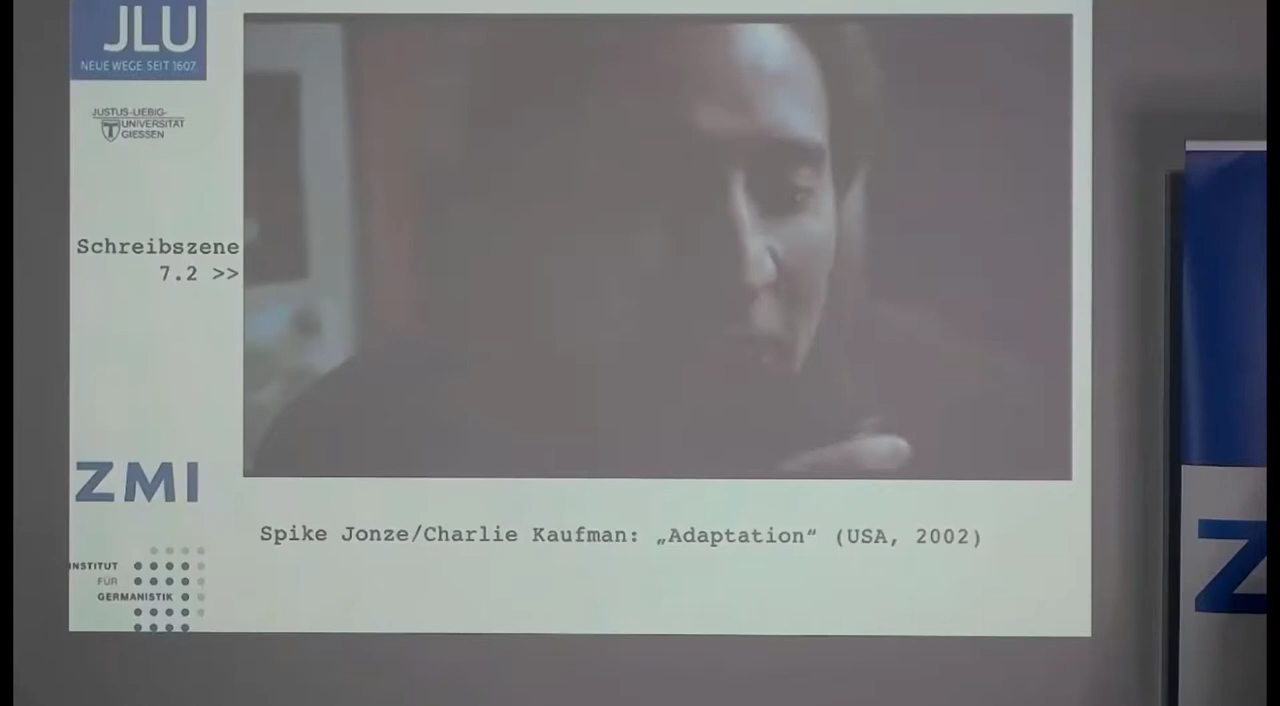 JLU
NEUE WEGE SEIT 1607
JUSTUS-LIEBIG-
UNIVERSITÄT
GIESSEN
Schreibszene
7.2 >>
ZMI
Spike Jonze/Charlie Kaufman: „Adaptation“ (USA, 2002)
INSTITUT
FÜR
GERMANISTIK
Z